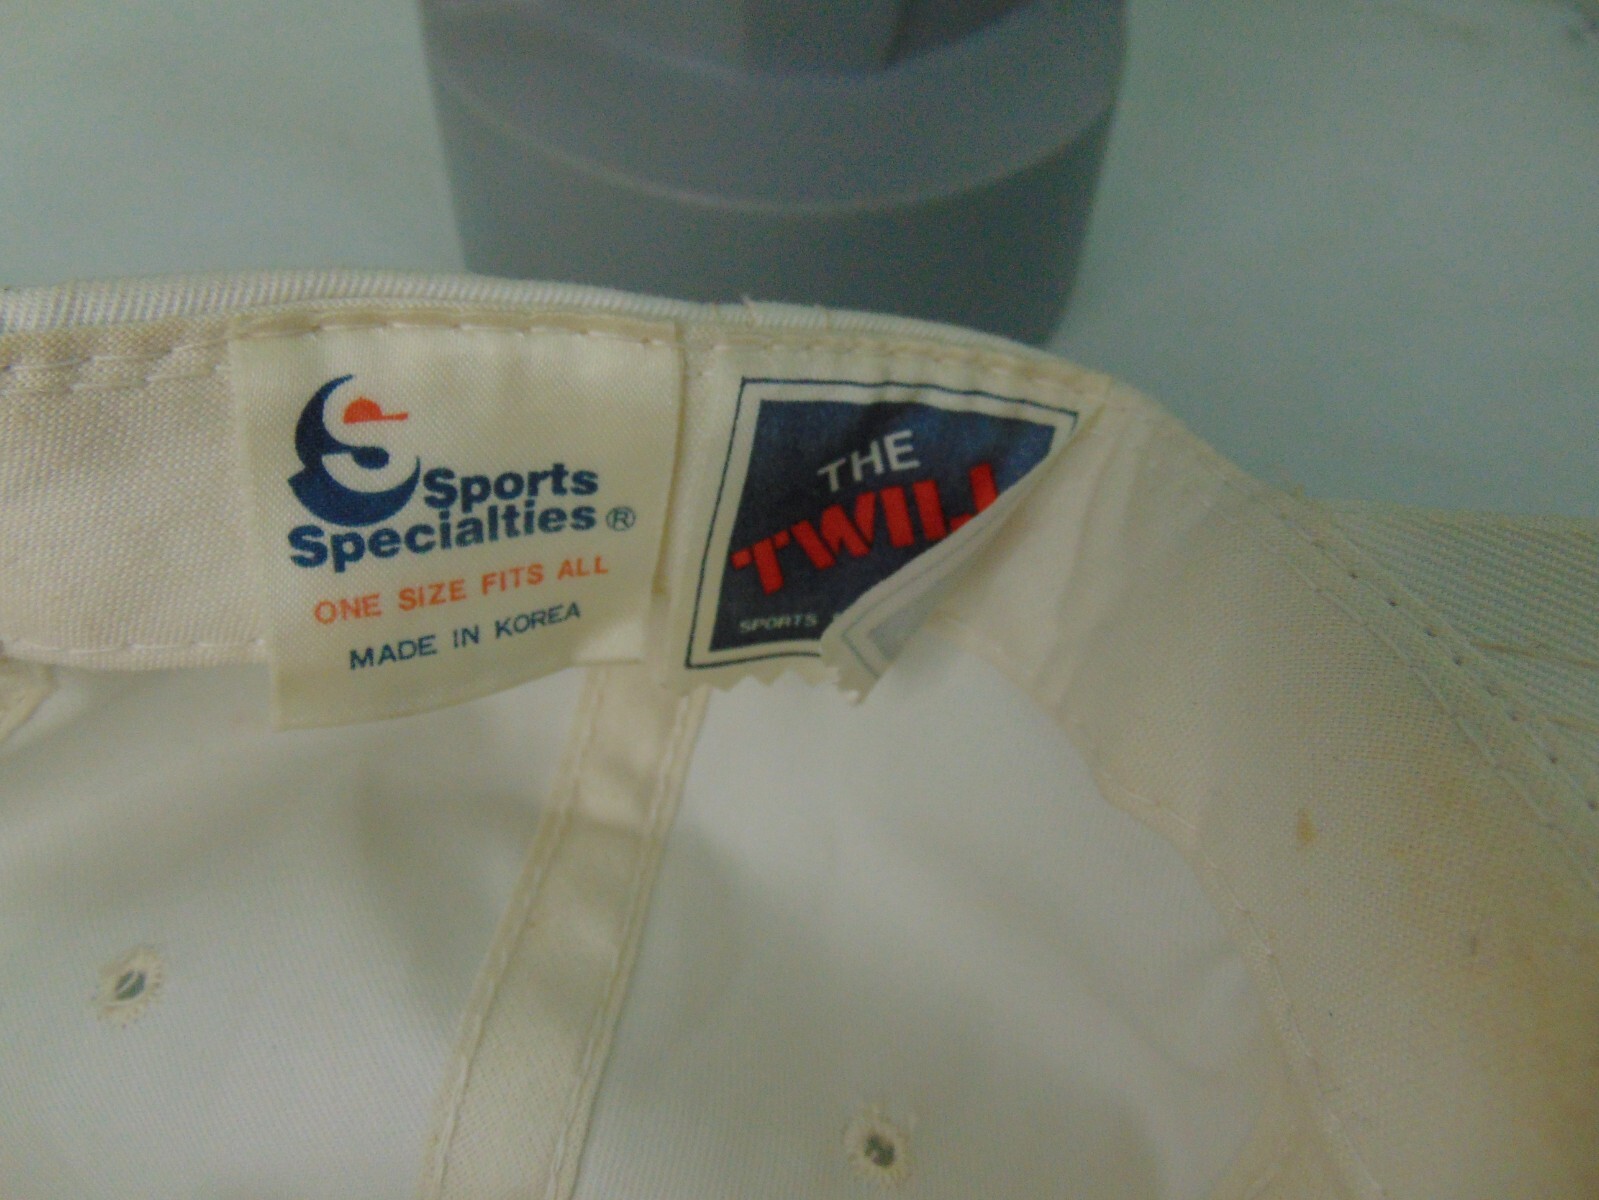 Sports
Specialties®
ONE SIZE FITS ALL
MADE IN KOREA
THE
TWILL
SPORTS